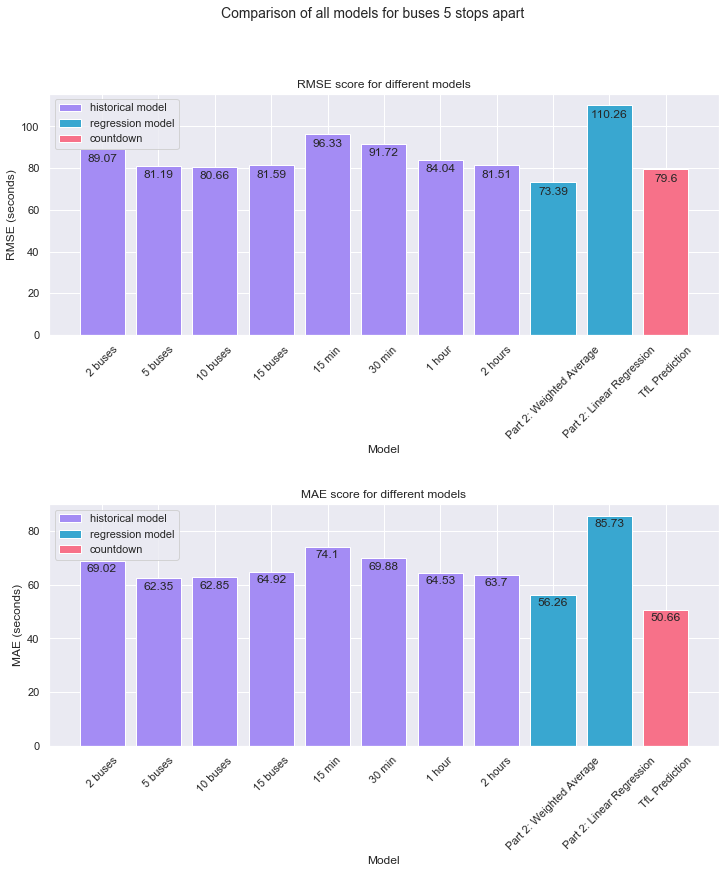 Comparison of all models for buses 5 stops apart
RMSE score for different models
historical model
regression model
countdown
RMSE (seconds)
100
80
60
40
20
0
89.07
81.19
80.66
81.59
96.33
91.72
84.04
81.51
73.39
110.26
79.6
2 buses
5 buses
10 buses
15 buses
15 min
30 min
1 hour
2 hours
Part 2: Weighted Average
Part 2: Linear Regression
TfL Prediction
Model
MAE score for different models
historical model
regression model
countdown
MAE (seconds)
80
60
40
20
0
69.02
62.35
62.85
64.92
74.1
69.88
64.53
63.7
56.26
85.73
50.66
2 buses
5 buses
10 buses
15 buses
15 min
30 min
1 hour
2 hours
Part 2: Weighted Average
Part 2: Linear Regression
TfL Prediction
Model